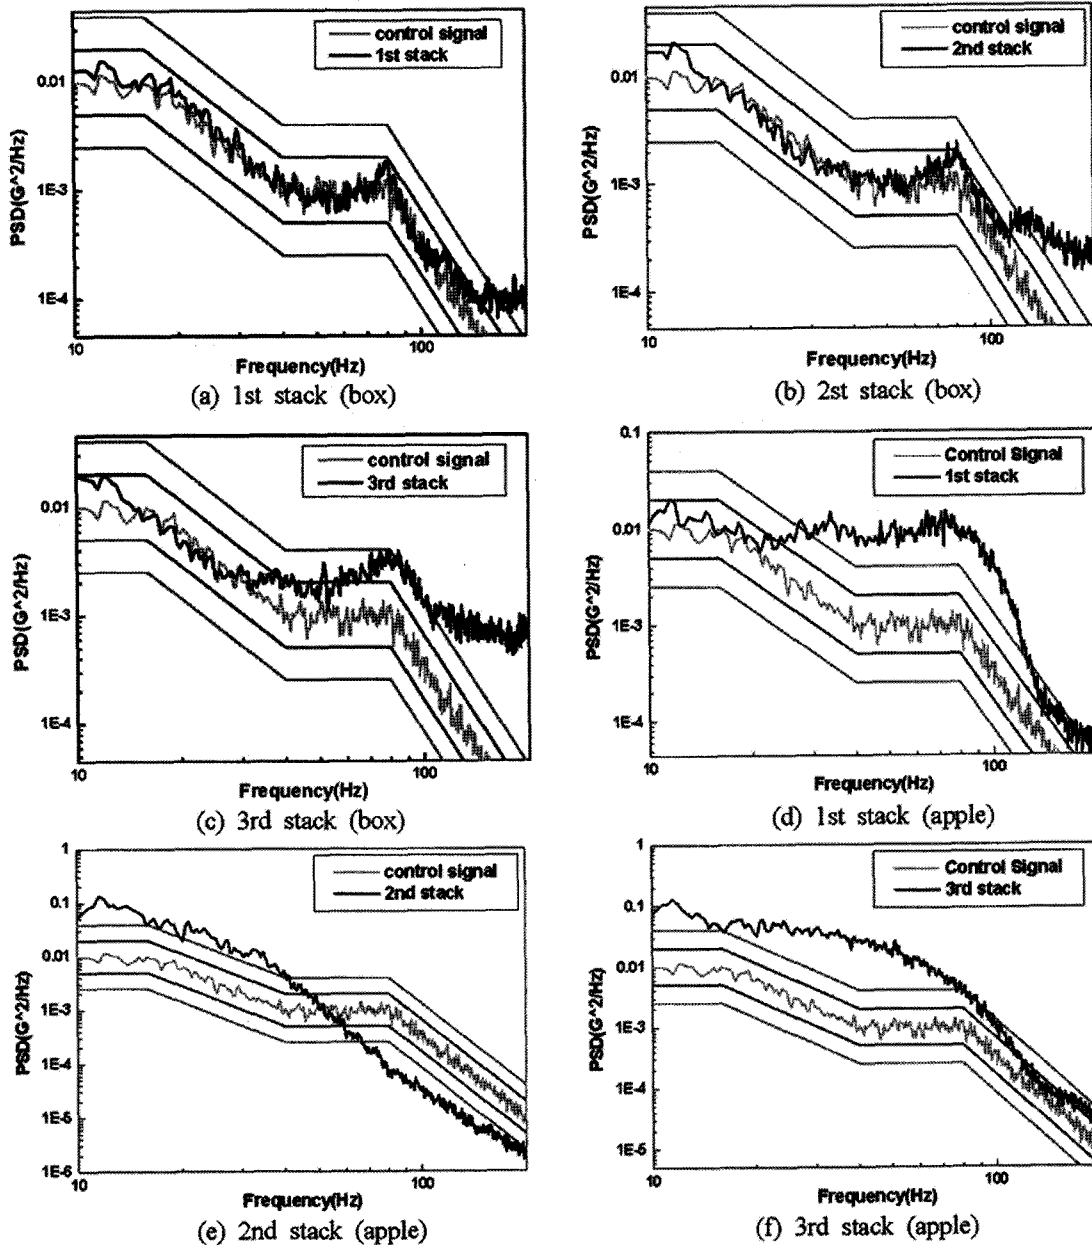 control signal
1st stack
PSD(G^2/Hz)
0.01
1E-3
1E-4
10
100
Frequency(Hz)
(a) 1st stack (box)
control signal
2nd stack
PSD(G^2/Hz)
0.01
1E-3
1E-4
10
100
Frequency(Hz)
(b) 2st stack (box)
control signal
3rd stack
PSD(G^2/Hz)
0.01
1E-3
1E-4
10
100
Frequency(Hz)
(c) 3rd stack (box)
Control Signal
1st stack
PSD(G^2/Hz)
0.1
0.01
1E-3
1E-4
10
100
Frequency(Hz)
(d) 1st stack (apple)
control signal
2nd stack
PSD(G^2/Hz)
1
0.1
0.01
1E-3
1E-4
1E-5
1E-6
10
100
Frequency(Hz)
(e) 2nd stack (apple)
Control Signal
3rd stack
PSD(G^2/Hz)
1
0.1
0.01
1E-3
1E-4
1E-5
10
100
Frequency(Hz)
(f) 3rd stack (apple)